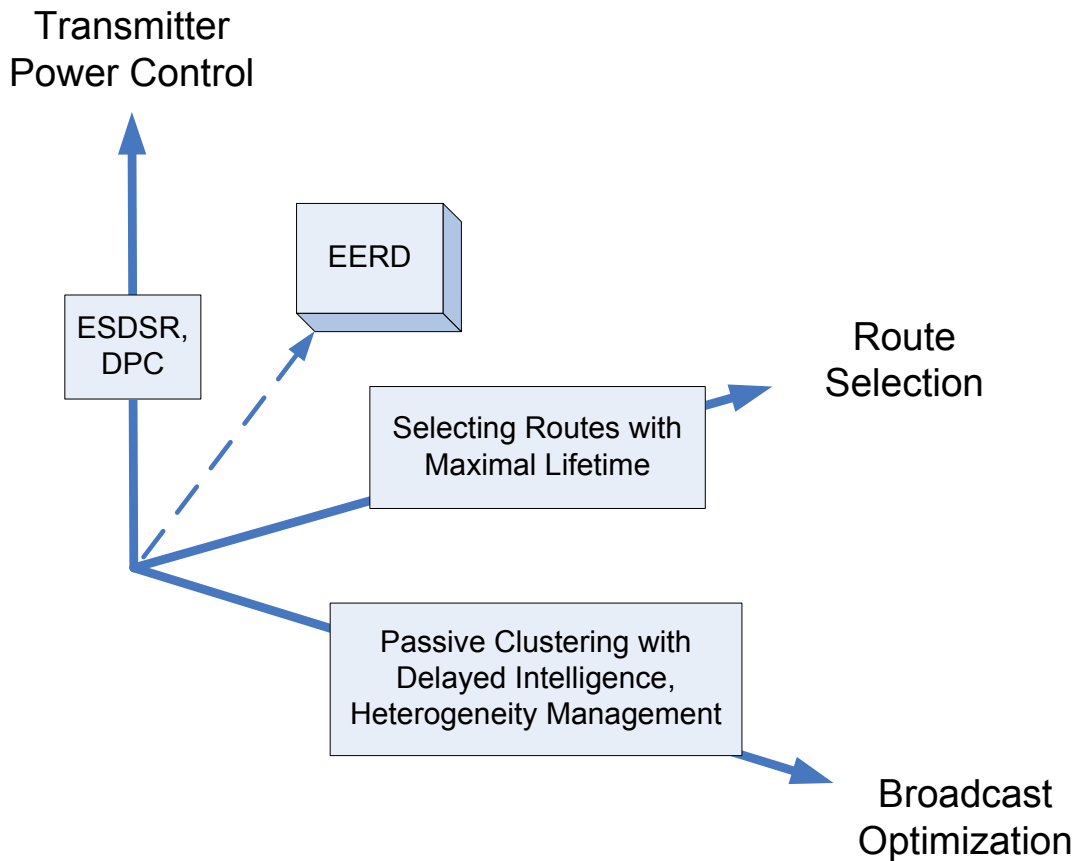 Transmitter
Power Control
EERD
ESDSR,
DPC
Route
Selection
Selecting Routes with
Maximal Lifetime
Passive Clustering with
Delayed Intelligence,
Heterogeneity Management
Broadcast
Optimization